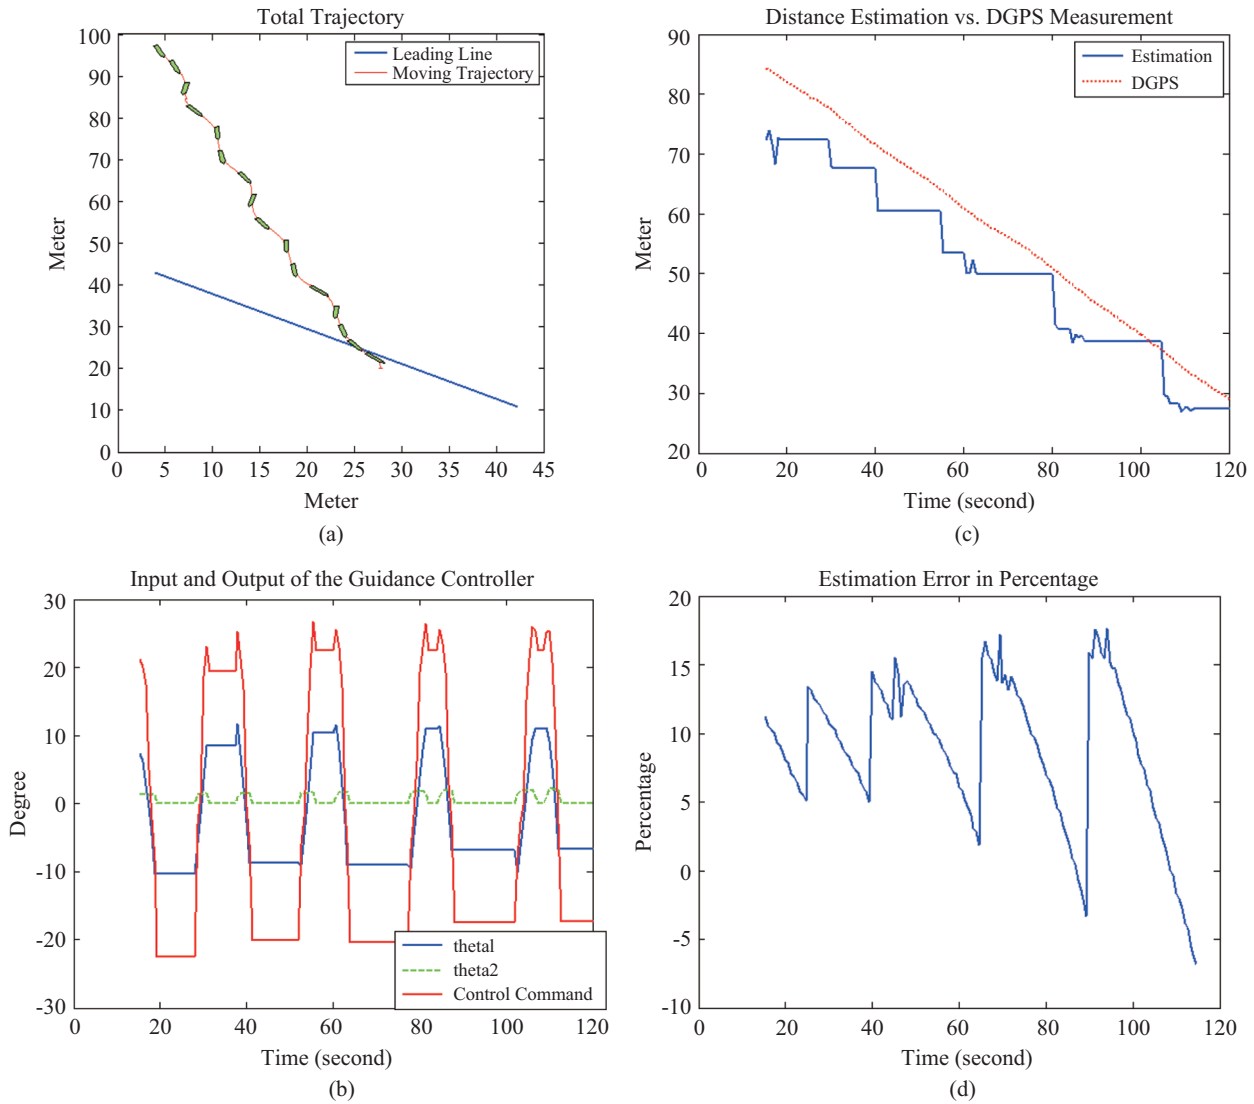 Total Trajectory
100
90
80
70
60
50
40
30
20
10
0
Meter
Leading Line
Moving Trajectory
0 5 10 15 20 25 30 35 40 45
Meter
(a)
Distance Estimation vs. DGPS Measurement
90
80
70
60
50
40
30
20
Meter
Estimation
DGPS
0 20 40 60 80 100 120
Time (second)
(c)
Input and Output of the Guidance Controller
30
20
10
0
-10
-20
-30
Degree
thetal
theta2
Control Command
0 20 40 60 80 100 120
Time (second)
(b)
Estimation Error in Percentage
20
15
10
5
0
-5
-10
Percentage
0 20 40 60 80 100 120
Time (second)
(d)